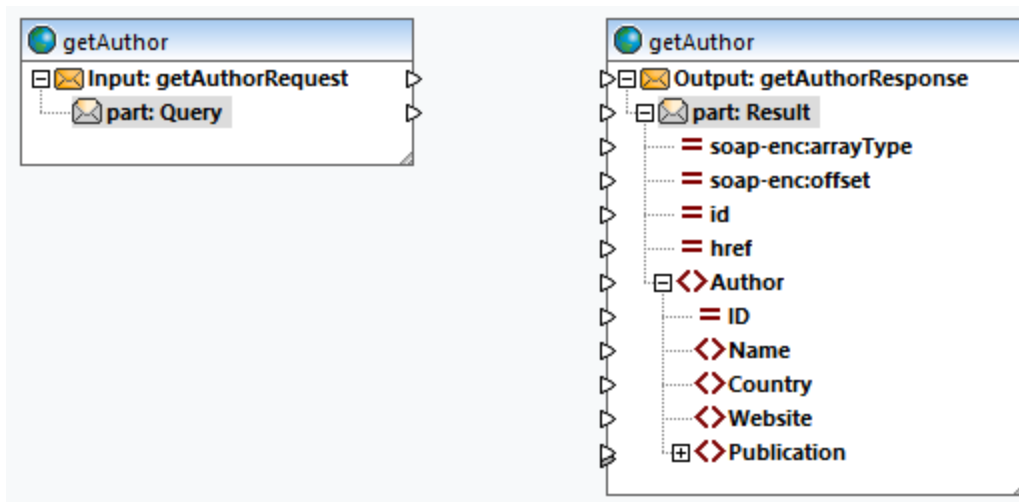 getAuthor
Input: getAuthorRequest
part: Query
getAuthor
Output: getAuthorResponse
part: Result
soap-enc:arrayType
soap-enc:offset
id
href
Author
ID
Name
Country
Website
Publication